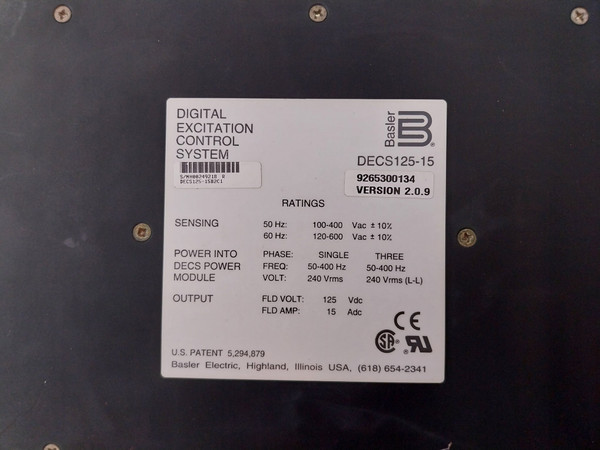 DIGITAL
EXCITATION
CONTROL
SYSTEM
Basler
DECS125-15
9265300134
VERSION 2.0.9
DECS125-15B2C1
RATINGS
SENSING
50 Hz: 100-400 Vac ± 10%
60 Hz: 120-600 Vac ± 10%
POWER INTO PHASE: SINGLE THREE
DECS POWER FREQ: 50-400 Hz 50-400 Hz
MODULE VOLT: 240 Vrms 240 Vrms (L-L)
OUTPUT FLD VOLT: 125 Vdc
FLD AMP: 15 Adc
CE
U.S. PATENT 5,294,879
Basler Electric, Highland, Illinois USA, (618) 654-2341